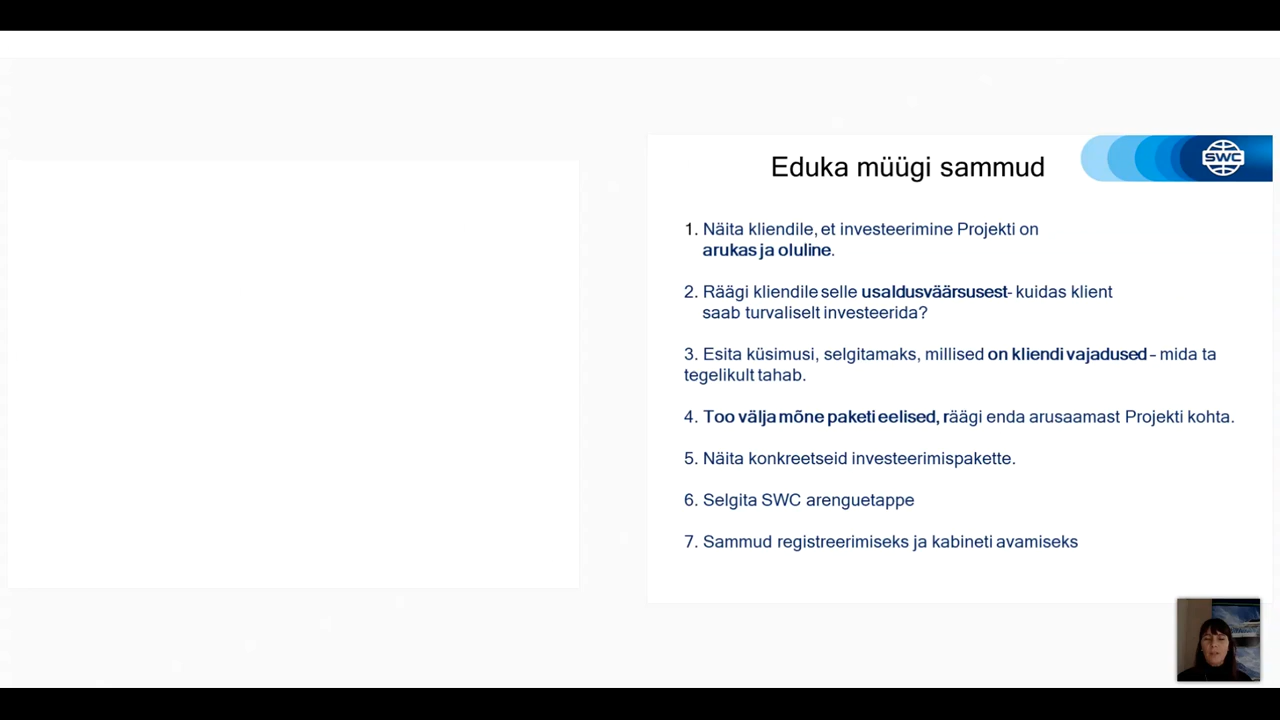 Eduka müügi sammud
SWC
1. Näita kliendile, et investeerimine Projekti on
arukas ja oluline.
2. Räägi kliendile selle usaldusväärsusest- kuidas klient
saab turvaliselt investeerida?
3. Esita küsimusi, selgitamaks, millised on kliendi vajadused – mida ta
tegelikult tahab.
4. Too välja mõne paketi eelised, räägi enda arusaamast Projekti kohta.
5. Näita konkreetseid investeerimispakette.
6. Selgita SWC arenguetappe
7. Sammud registreerimiseks ja kabineti avamiseks